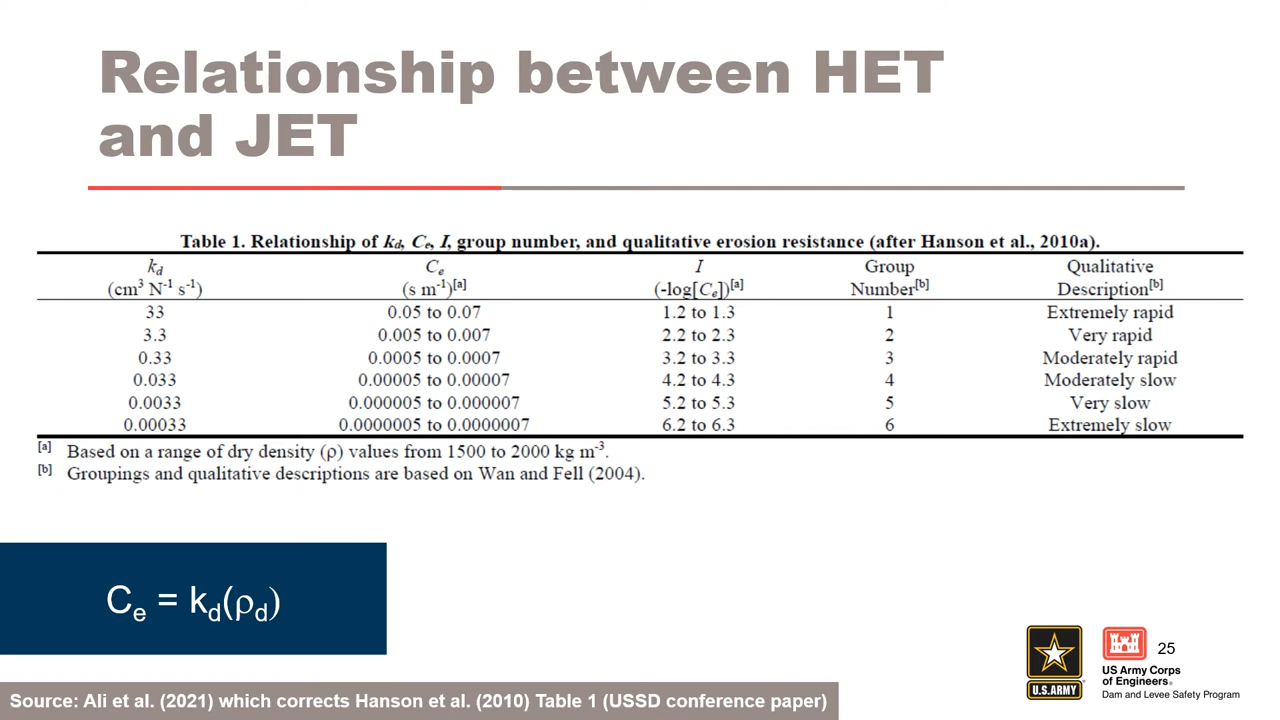 Relationship between HET
and JET
Table 1. Relationship of kd, Ce, I, group number, and qualitative erosion resistance (after Hanson et al., 2010a).
kd Ce I Group Qualitative
(cm³ N⁻¹ s⁻¹) (s m⁻¹)[a] (-log[Ce])[a] Number[b] Description[b]
33 0.05 to 0.07 1.2 to 1.3 1 Extremely rapid
3.3 0.005 to 0.007 2.2 to 2.3 2 Very rapid
0.33 0.0005 to 0.0007 3.2 to 3.3 3 Moderately rapid
0.033 0.00005 to 0.00007 4.2 to 4.3 4 Moderately slow
0.0033 0.000005 to 0.000007 5.2 to 5.3 5 Very slow
0.00033 0.0000005 to 0.0000007 6.2 to 6.3 6 Extremely slow
[a] Based on a range of dry density (ρ) values from 1500 to 2000 kg m⁻³.
[b] Groupings and qualitative descriptions are based on Wan and Fell (2004).
Ce = kd(ρd)
U.S. ARMY
US Army Corps
of Engineers®
Dam and Levee Safety Program
25
Source: Ali et al. (2021) which corrects Hanson et al. (2010) Table 1 (USSD conference paper)